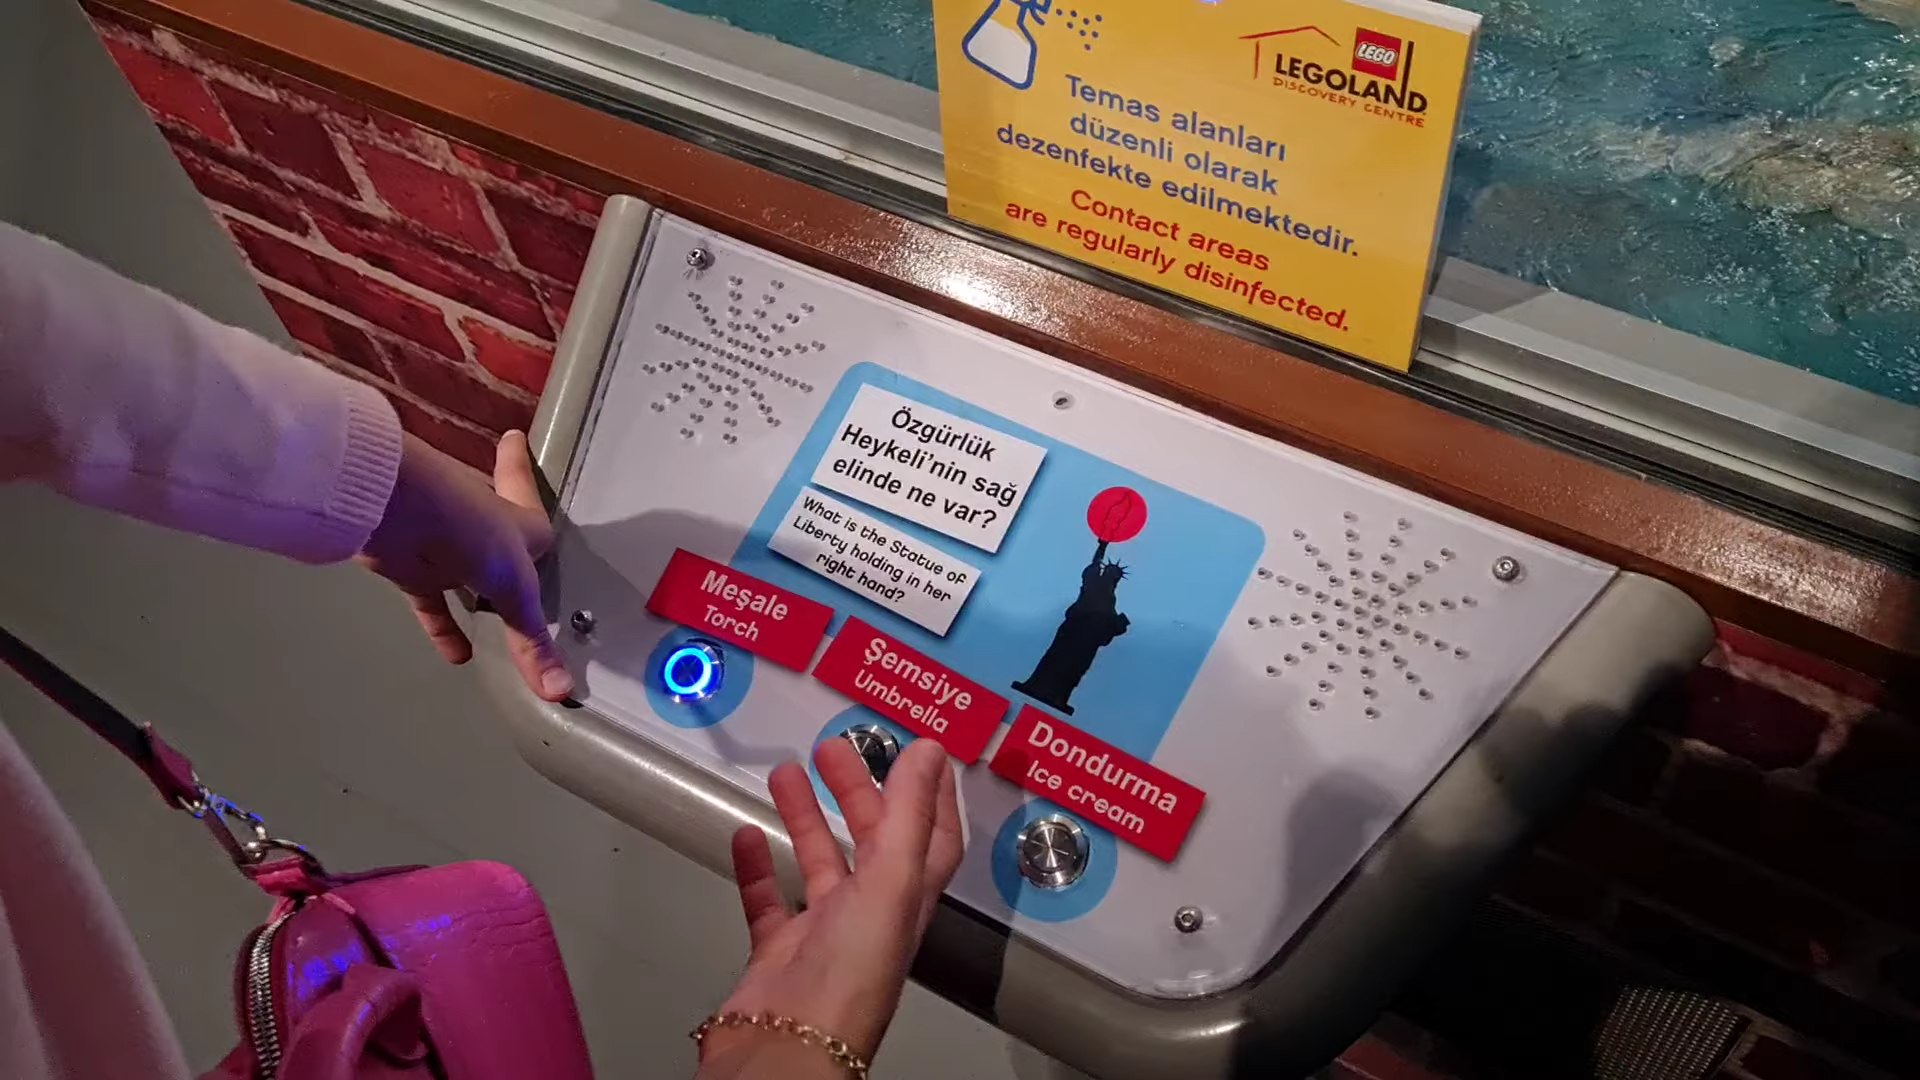 LEGO
LEGOLAND
DISCOVERY CENTRE
Temas alanları
düzenli olarak
dezenfekte edilmektedir.
Contact areas
are regularly disinfected.
Özgürlük
Heykeli'nin sağ
elinde ne var?
What is the Statue of
Liberty holding in her
right hand?
Meşale
Torch
Şemsiye
Umbrella
Dondurma
Ice cream